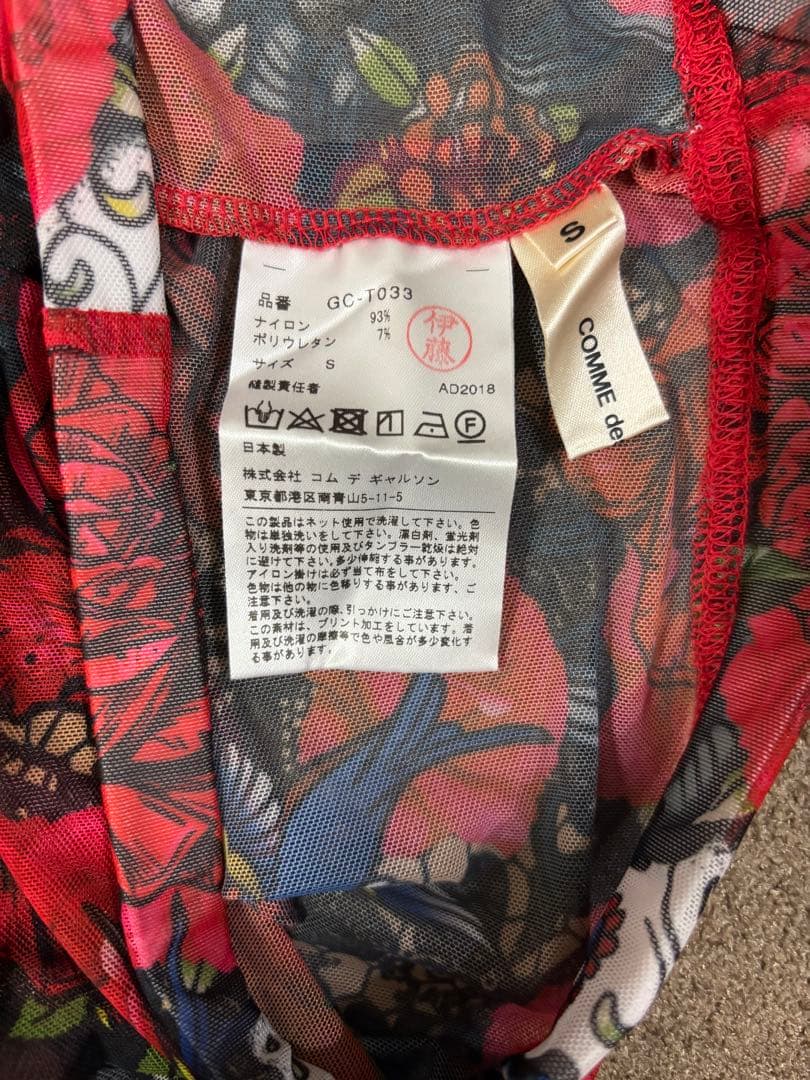 品番 GC-T033
ナイロン 93%
ポリウレタン 7%
伊藤
サイズ S
縫製責任者 AD2018
F
日本製
株式会社 コム デ ギャルソン
東京都港区南青山5-11-5
この製品はネット使用で洗濯して下さい。色
物は単独洗いをして下さい。漂白剤、蛍光剤
入り洗剤等の使用及びタンブラー乾燥は絶対
に避けて下さい。多少伸縮する事があります。
アイロン掛けは必ず当て布をして下さい。
色物は他の物に色移りする事があります、ご
注意下さい。
着用及び洗濯の際、引っかけにご注意下さい。
この素材は、プリント加工をしています。着
用及び洗濯の摩擦等で色や風合が多少変化す
る事があります。
S
COMME de